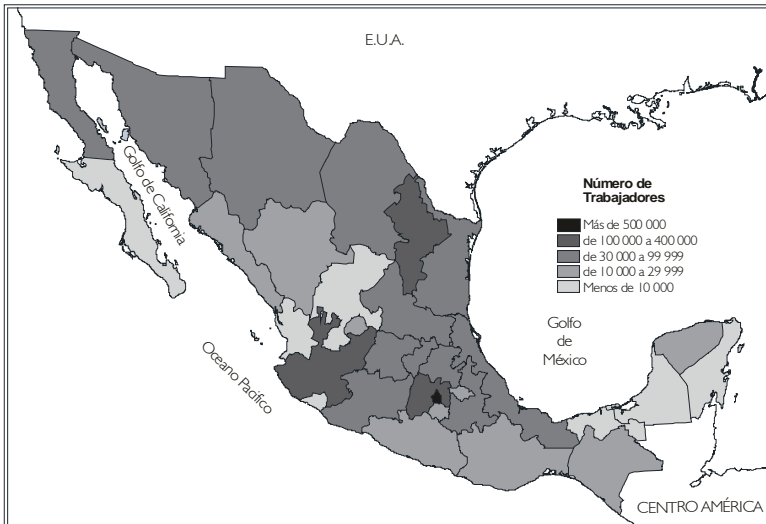 E.U.A.
Golfo de California
Número de
Trabajadores
Más de 500 000
de 100 000 a 400 000
de 30 000 a 99 999
de 10 000 a 29 999
Menos de 10 000
Golfo
de
México
Oceano Pacifico
CENTRO AMÉRICA